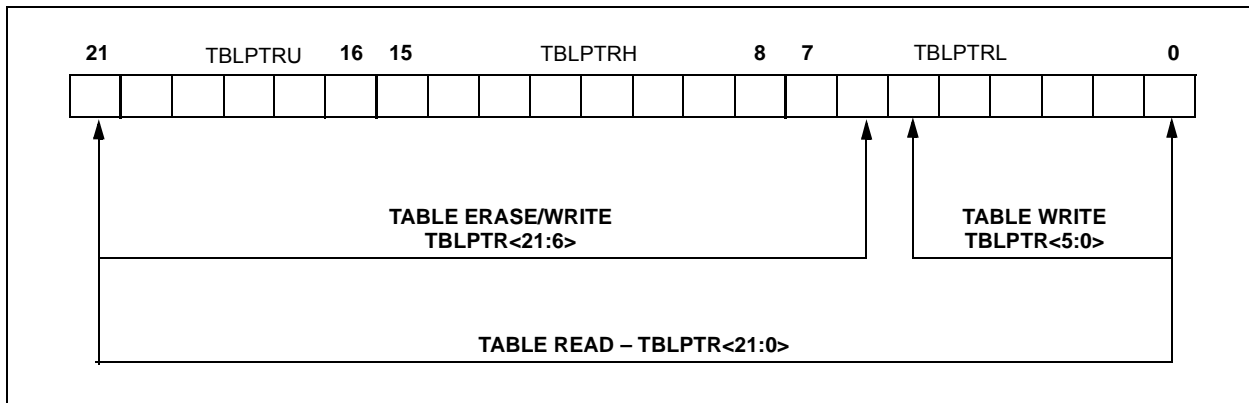 21 TBLPTRU 16 15 TBLPTRH 8 7 TBLPTRL 0
TABLE ERASE/WRITE
TBLPTR<21:6>
TABLE WRITE
TBLPTR<5:0>
TABLE READ – TBLPTR<21:0>